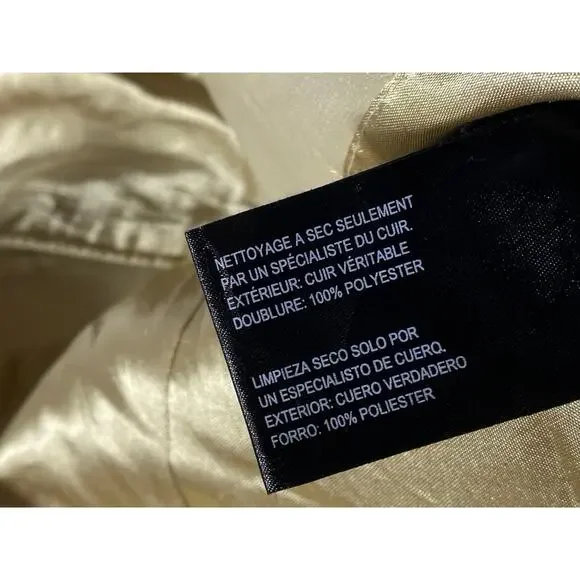 NETTOYAGE A SEC SEULEMENT
PAR UN SPÉCIALISTE DU CUIR.
EXTÉRIEUR: CUIR VÉRITABLE
DOUBLURE: 100% POLYESTER
LIMPIEZA SECO SOLO POR
UN ESPECIALISTO DE CUERO.
EXTERIOR: CUERO VERDADERO
FORRO: 100% POLIESTER